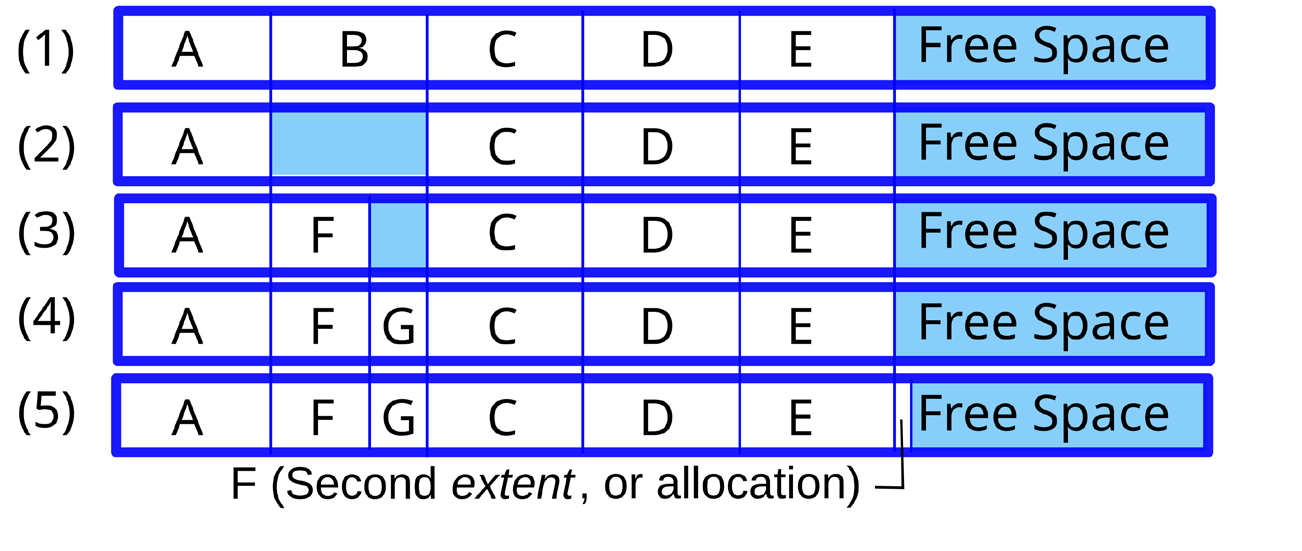 (1) A B C D E Free Space
(2) A C D E Free Space
(3) A F C D E Free Space
(4) A F G C D E Free Space
(5) A F G C D E Free Space
F (Second extent, or allocation)